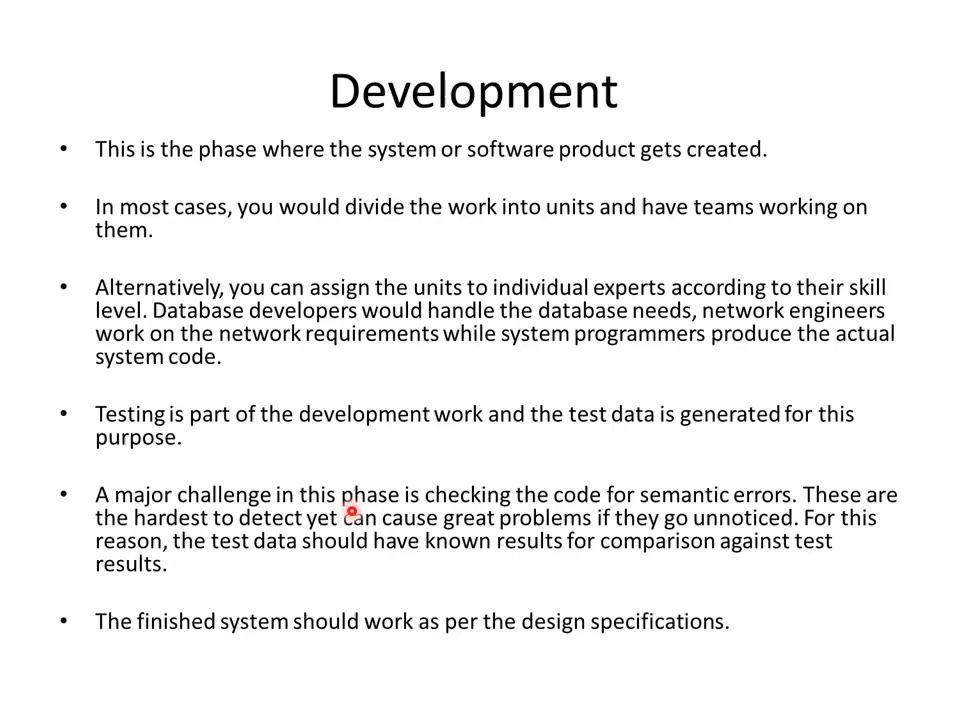 Development
• This is the phase where the system or software product gets created.
• In most cases, you would divide the work into units and have teams working on
them.
• Alternatively, you can assign the units to individual experts according to their skill
level. Database developers would handle the database needs, network engineers
work on the network requirements while system programmers produce the actual
system code.
• Testing is part of the development work and the test data is generated for this
purpose.
• A major challenge in this phase is checking the code for semantic errors. These are
the hardest to detect yet can cause great problems if they go unnoticed. For this
reason, the test data should have known results for comparison against test
results.
• The finished system should work as per the design specifications.